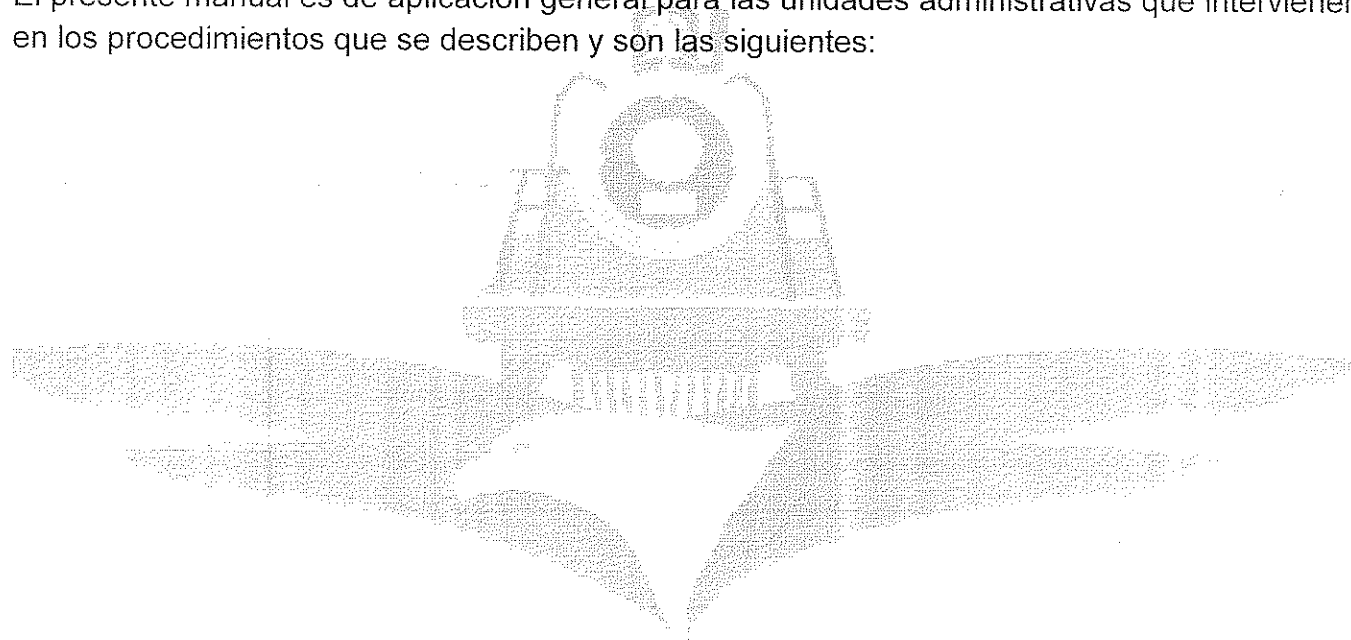 El presente manual es de aplicación general para las unidades administrativas que intervienen
en los procedimientos que se describen y son las siguientes: